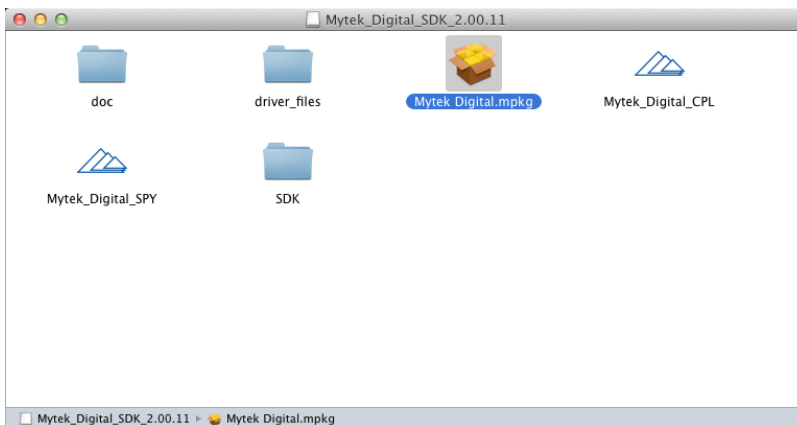 Mytek_Digital_SDK_2.00.11
doc driver_files Mytek Digital.mpkg Mytek_Digital_CPL
Mytek_Digital_SPY SDK
Mytek_Digital_SDK_2.00.11 ▸ Mytek Digital.mpkg